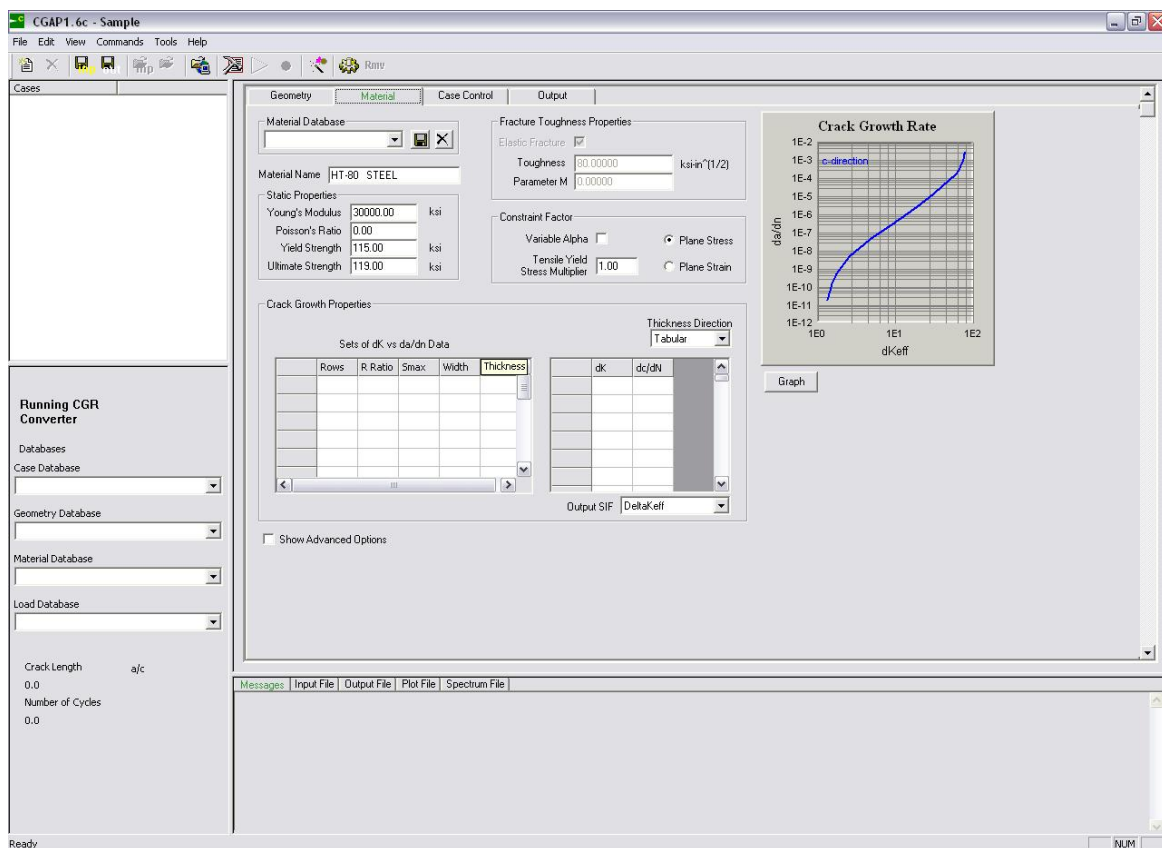 CGAP1.6c - Sample
File Edit View Commands Tools Help
Rmv
Cases
Geometry Material Case Control Output
Material Database
Material Name HT-80 STEEL
Static Properties
Young's Modulus 30000.00 ksi
Poisson's Ratio 0.00
Yield Strength 115.00 ksi
Ultimate Strength 119.00 ksi
Fracture Toughness Properties
Elastic Fracture
Toughness 80.00000 ksi-in^(1/2)
Parameter M 0.00000
Constraint Factor
Variable Alpha
Plane Stress
Tensile Yield
Stress Multiplier 1.00
Plane Strain
Crack Growth Rate
1E-2
1E-3
1E-4
1E-5
1E-6
1E-7
1E-8
1E-9
1E-10
1E-11
1E-12
c-direction
da/dn
1E0 1E1 1E2
dKeff
Graph
Crack Growth Properties
Thickness Direction
Tabular
Sets of dK vs da/dn Data
Rows R Ratio Smax Width Thickness
dK dc/dN
Output SIF DeltaKeff
Show Advanced Options
Running CGR
Converter
Databases
Case Database
Geometry Database
Material Database
Load Database
Crack Length a/c
0.0
Number of Cycles
0.0
Messages Input File Output File Plot File Spectrum File
Ready
NUM